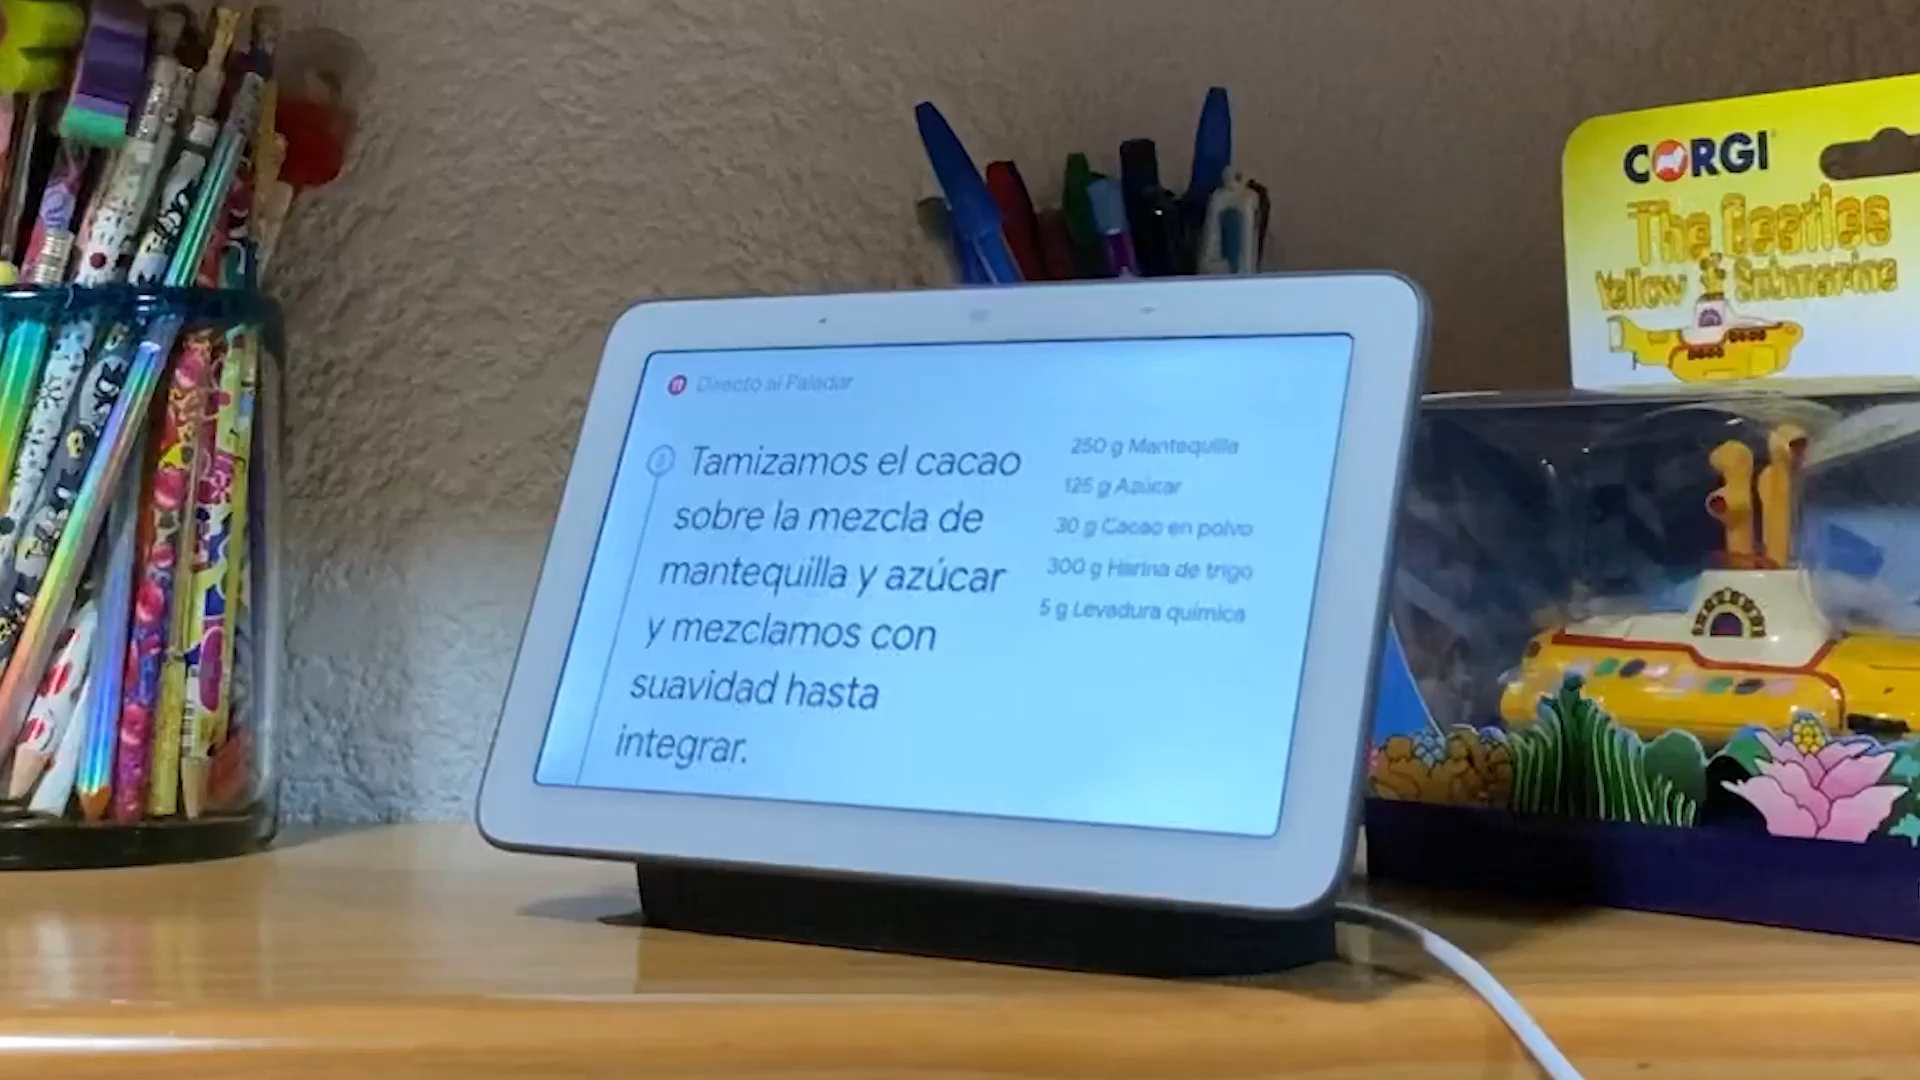 Directo al Paladar
Tamizamos el cacao
sobre la mezcla de
mantequilla y azúcar
y mezclamos con
suavidad hasta
integrar.
250 g Mantequilla
125 g Azúcar
30 g Cacao en polvo
300 g Harina de trigo
5 g Levadura química
CORGI
The Beatles
Yellow Submarine